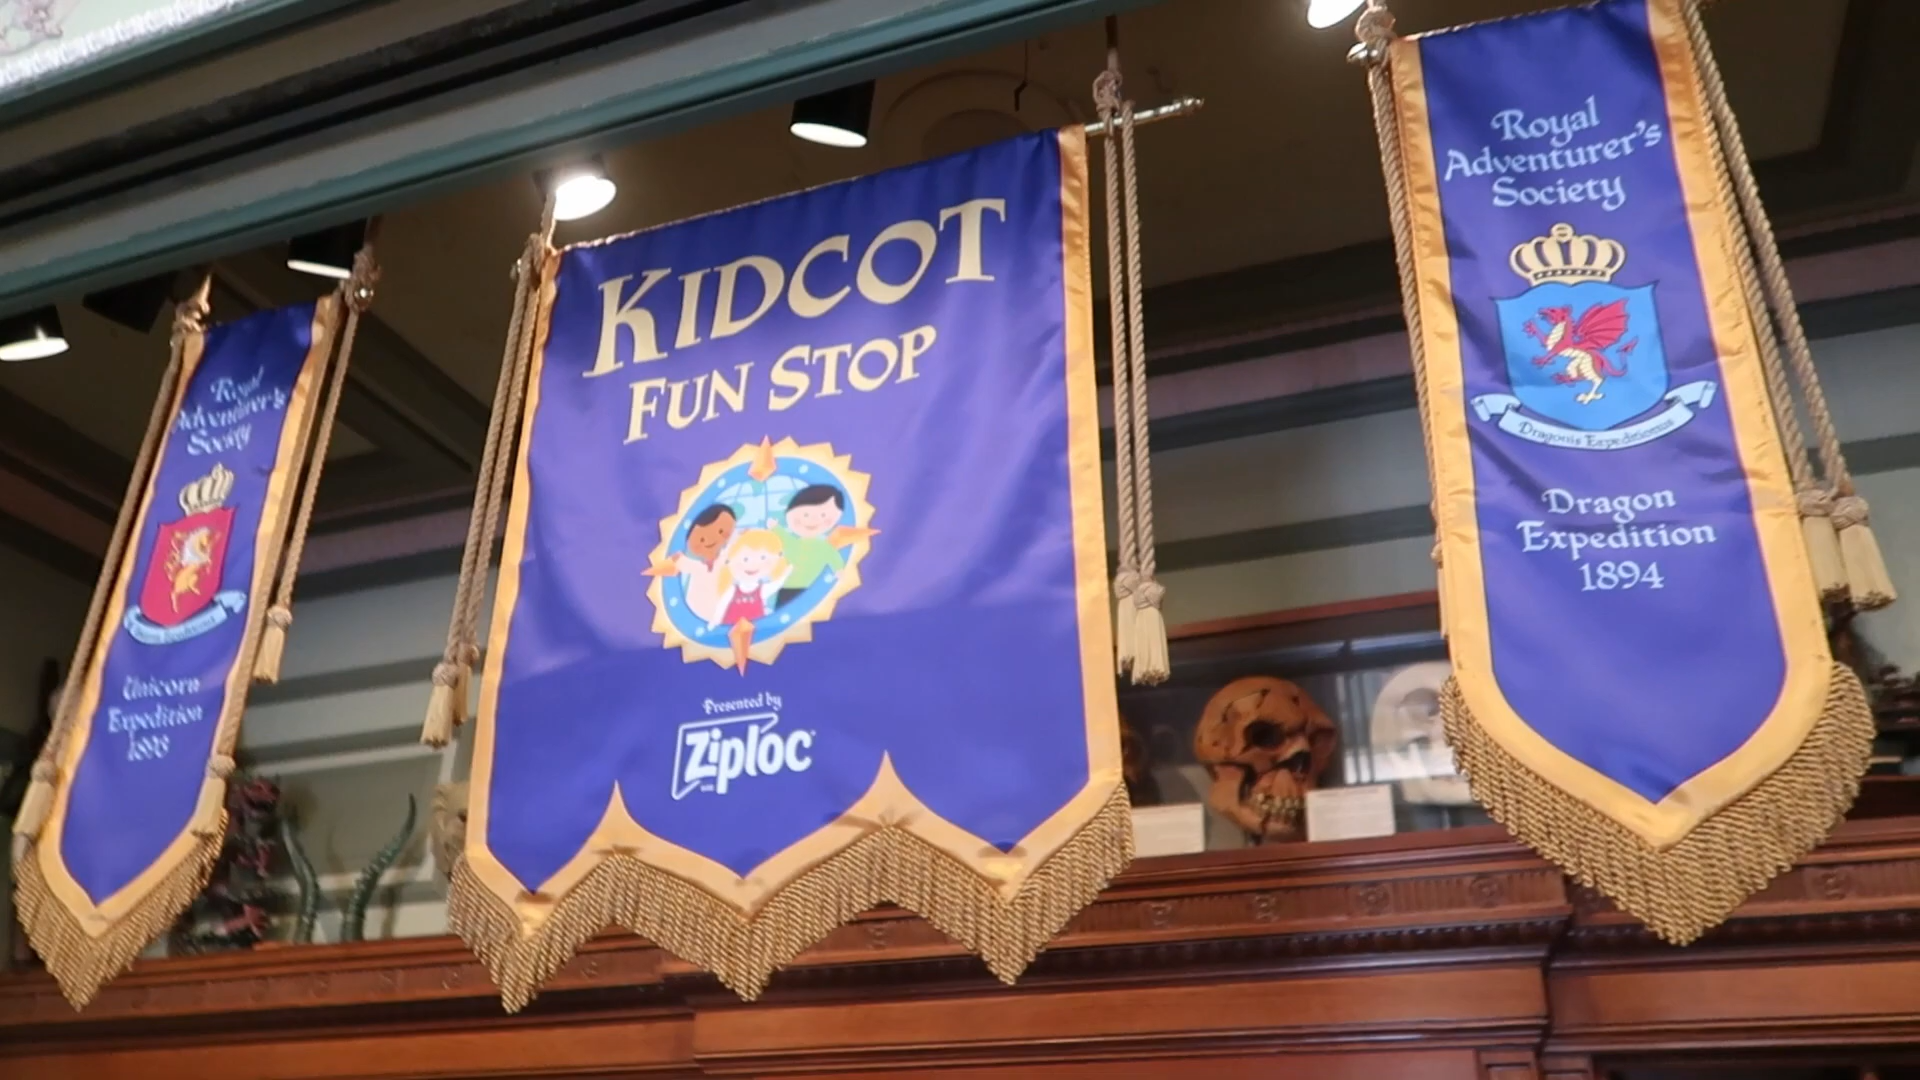 Royal
Adventurer's
Society
Unicorn
Expedition
1893
KIDCOT
FUN STOP
Presented by
Ziploc
Royal
Adventurer's
Society
Dragonis Expeditionus
Dragon
Expedition
1894